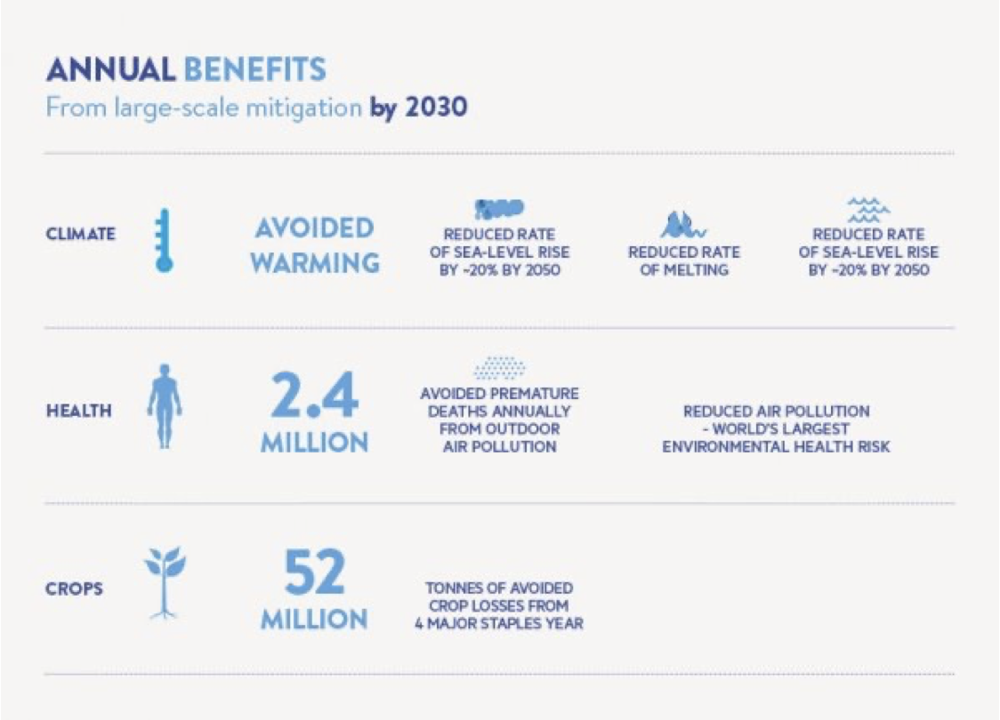 ANNUAL BENEFITS
From large-scale mitigation by 2030
CLIMATE
AVOIDED
WARMING
REDUCED RATE
OF SEA-LEVEL RISE
BY ~20% BY 2050
REDUCED RATE
OF MELTING
REDUCED RATE
OF SEA-LEVEL RISE
BY ~20% BY 2050
HEALTH
2.4
MILLION
AVOIDED PREMATURE
DEATHS ANNUALLY
FROM OUTDOOR
AIR POLLUTION
REDUCED AIR POLLUTION
- WORLD'S LARGEST
ENVIRONMENTAL HEALTH RISK
CROPS
52
MILLION
TONNES OF AVOIDED
CROP LOSSES FROM
4 MAJOR STAPLES YEAR